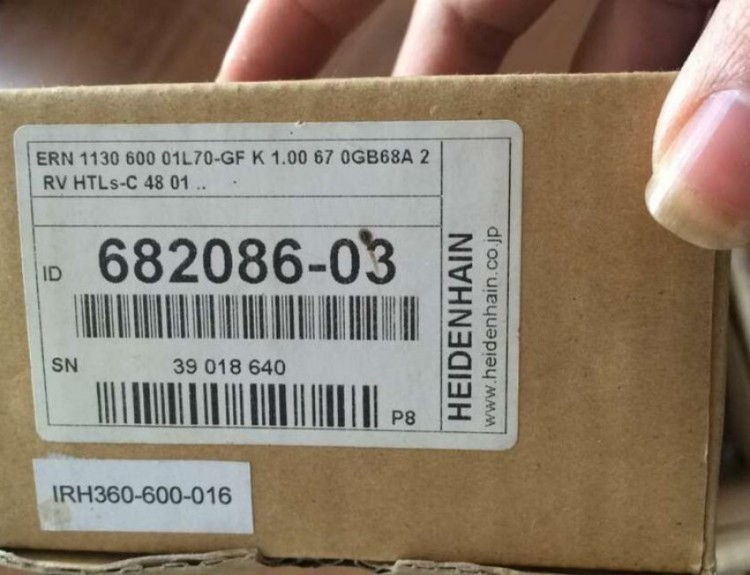 ERN 1130 600 01L70-GF K 1.00 67 0GB68A 2
RV HTLs-C 48 01 ..
ID 682086-03
SN 39 018 640
P8
HEIDENHAIN
www.heidenhain.co.jp
IRH360-600-016